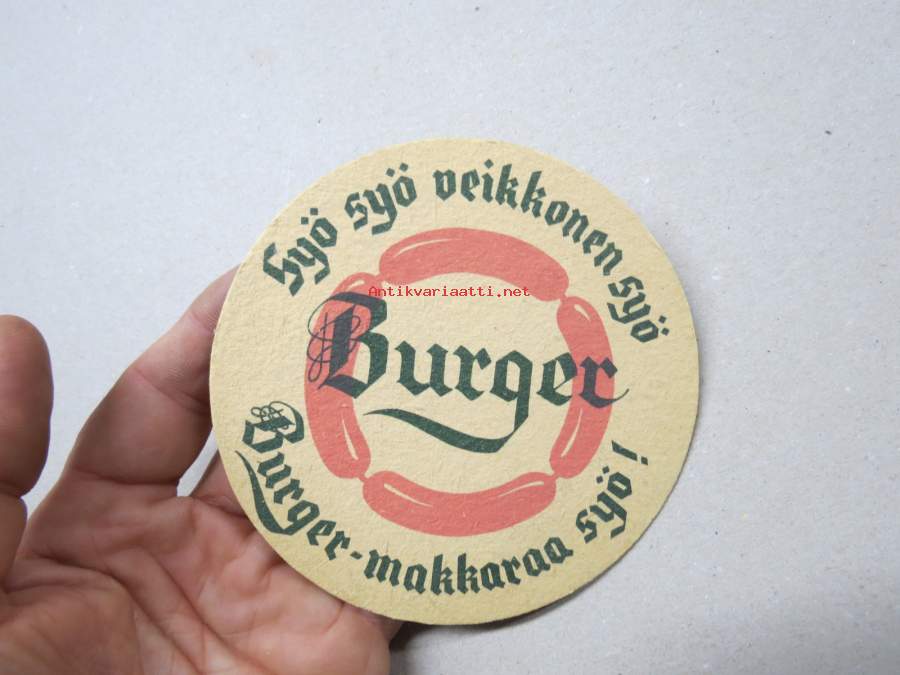 Syö syö veikkonen syö
Antikvariaatti.net
Burger
Burger-makkaraa syö!